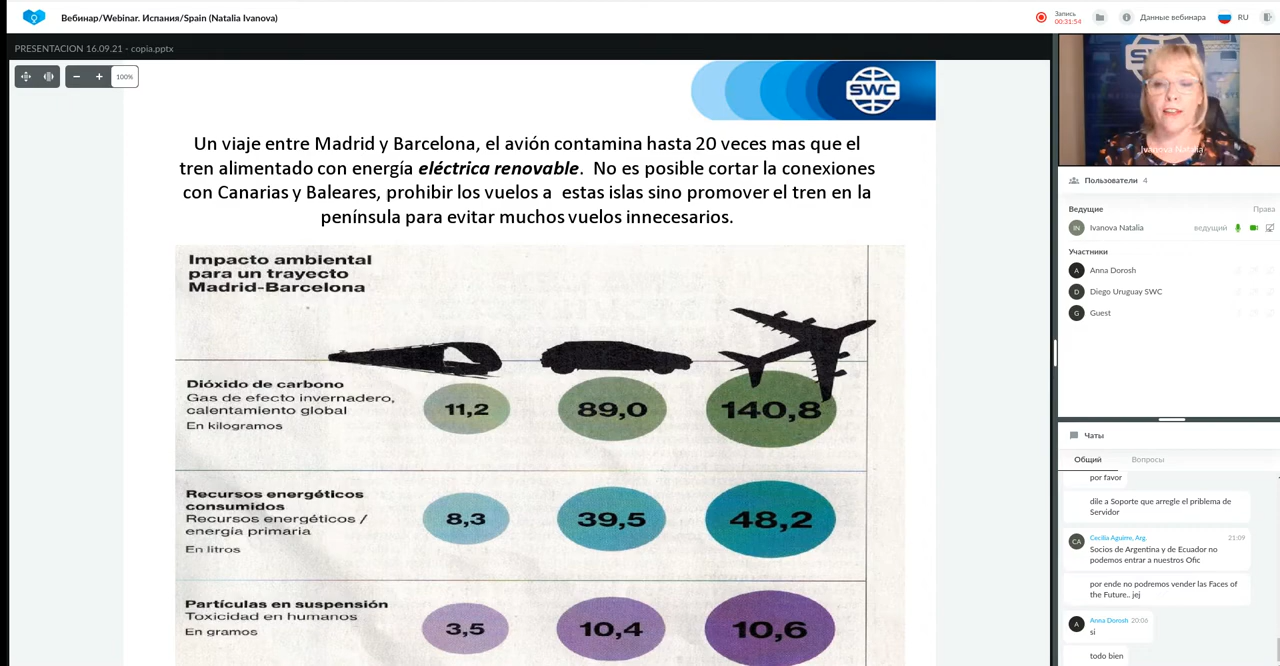 Вебинар/Webinar. Испания/Spain (Natalia Ivanova)
Запись
00:31:54
Данные вебинара
RU
PRESENTACION 16.09.21 - copia.pptx
100%
SWC
Un viaje entre Madrid y Barcelona, el avión contamina hasta 20 veces mas que el
tren alimentado con energía eléctrica renovable. No es posible cortar la conexiones
con Canarias y Baleares, prohibir los vuelos a estas islas sino promover el tren en la
península para evitar muchos vuelos innecesarios.
Impacto ambiental
para un trayecto
Madrid-Barcelona
Dióxido de carbono
Gas de efecto invernadero,
calentamiento global
En kilogramos
11,2
89,0
140,8
Recursos energéticos
consumidos
Recursos energéticos /
energía primaria
En litros
8,3
39,5
48,2
Partículas en suspensión
Toxicidad en humanos
En gramos
3,5
10,4
10,6
Ivanova Natalia
Пользователи 4
Ведущие
Права
IN Ivanova Natalia ведущий
Участники
A Anna Dorosh
D Diego Uruguay SWC
G Guest
Чаты
Общий Вопросы
por favor
dile a Soporte que arregle el priblema de
Servidor
CA Cecilia Aguirre, Arg. 21:09
Socios de Argentina y de Ecuador no
podemos entrar a nuestros Ofic
por ende no podremos vender las Faces of
the Future.. jej
A Anna Dorosh 20:06
si
todo bien